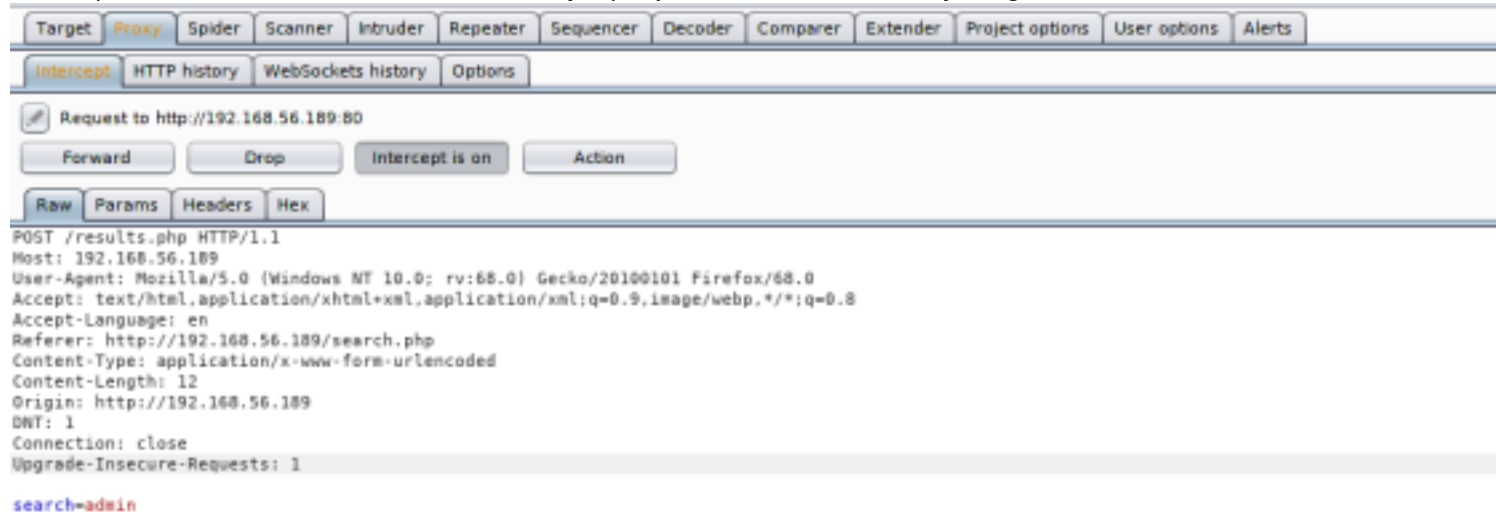 Target Proxy Spider Scanner Intruder Repeater Sequencer Decoder Comparer Extender Project options User options Alerts
Intercept HTTP history WebSockets history Options
Request to http://192.168.56.189:80
Forward Drop Intercept is on Action
Raw Params Headers Hex
POST /results.php HTTP/1.1
Host: 192.168.56.189
User-Agent: Mozilla/5.0 (Windows NT 10.0; rv:68.0) Gecko/20100101 Firefox/68.0
Accept: text/html,application/xhtml+xml,application/xml;q=0.9,image/webp,*/*;q=0.8
Accept-Language: en
Referer: http://192.168.56.189/search.php
Content-Type: application/x-www-form-urlencoded
Content-Length: 12
Origin: http://192.168.56.189
DNT: 1
Connection: close
Upgrade-Insecure-Requests: 1
search=admin